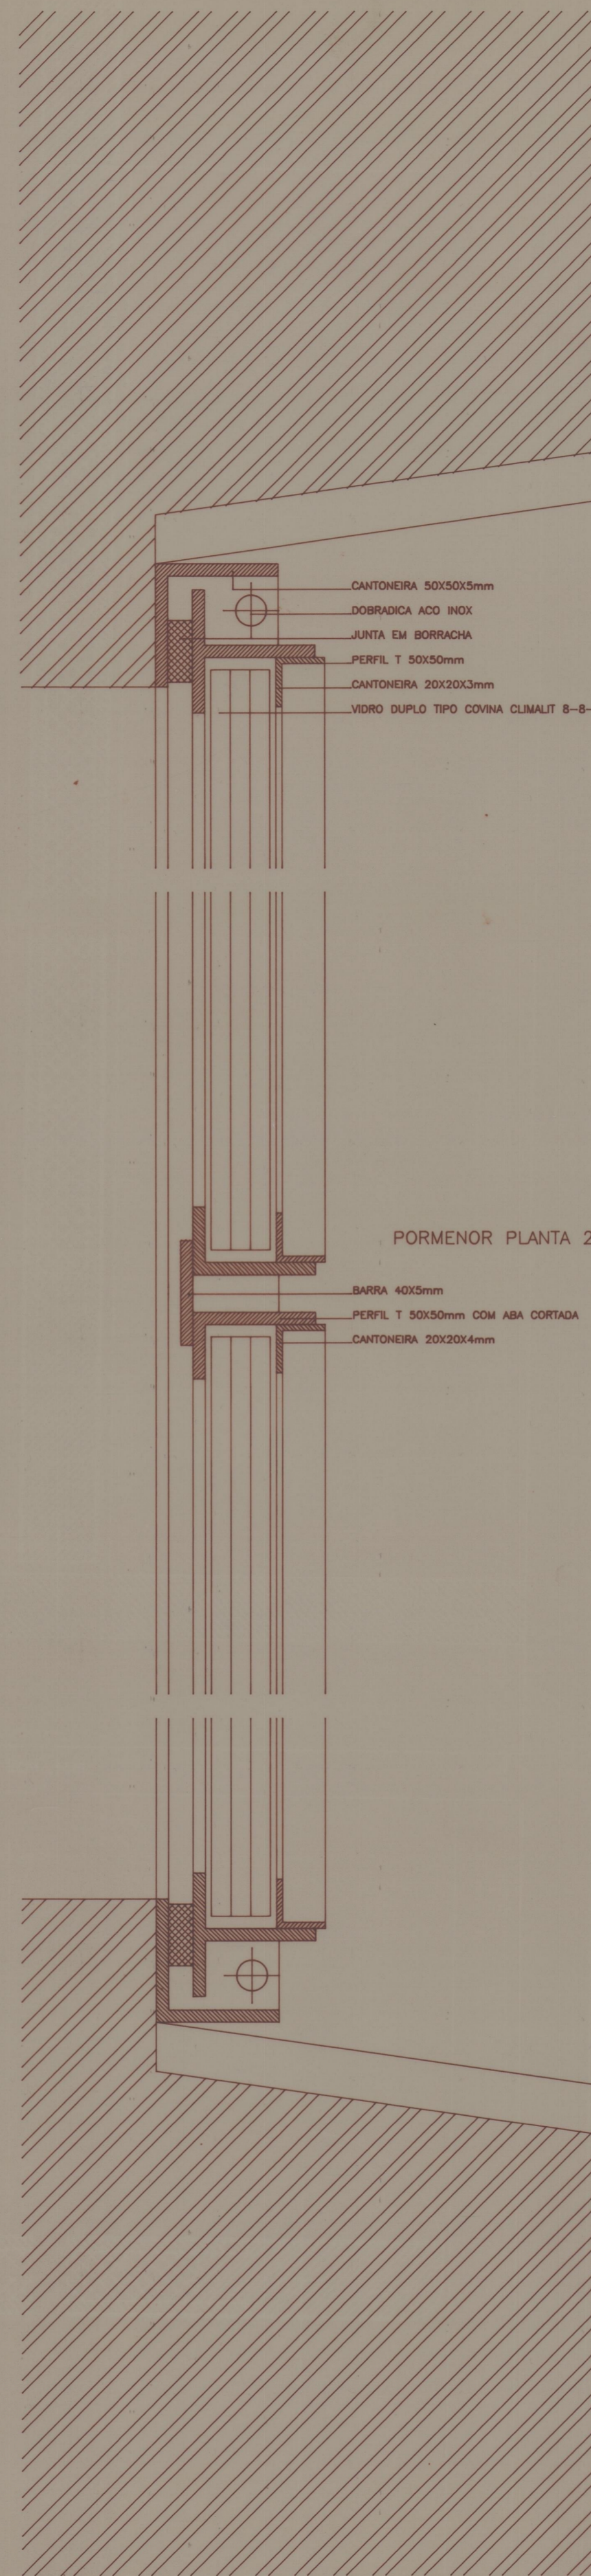 CANTONEIRA 50X50X5mm
DOBRADICA ACO INOX
JUNTA EM BORRACHA
PERFIL T 50X50mm
CANTONEIRA 20X20X3mm
VIDRO DUPLO TIPO COVINA CLIMALIT 8--8-
PORMENOR PLANTA 2
BARRA 40X5mm
PERFIL T 50X50mm COM ABA CORTADA
CANTONEIRA 20X20X4mm